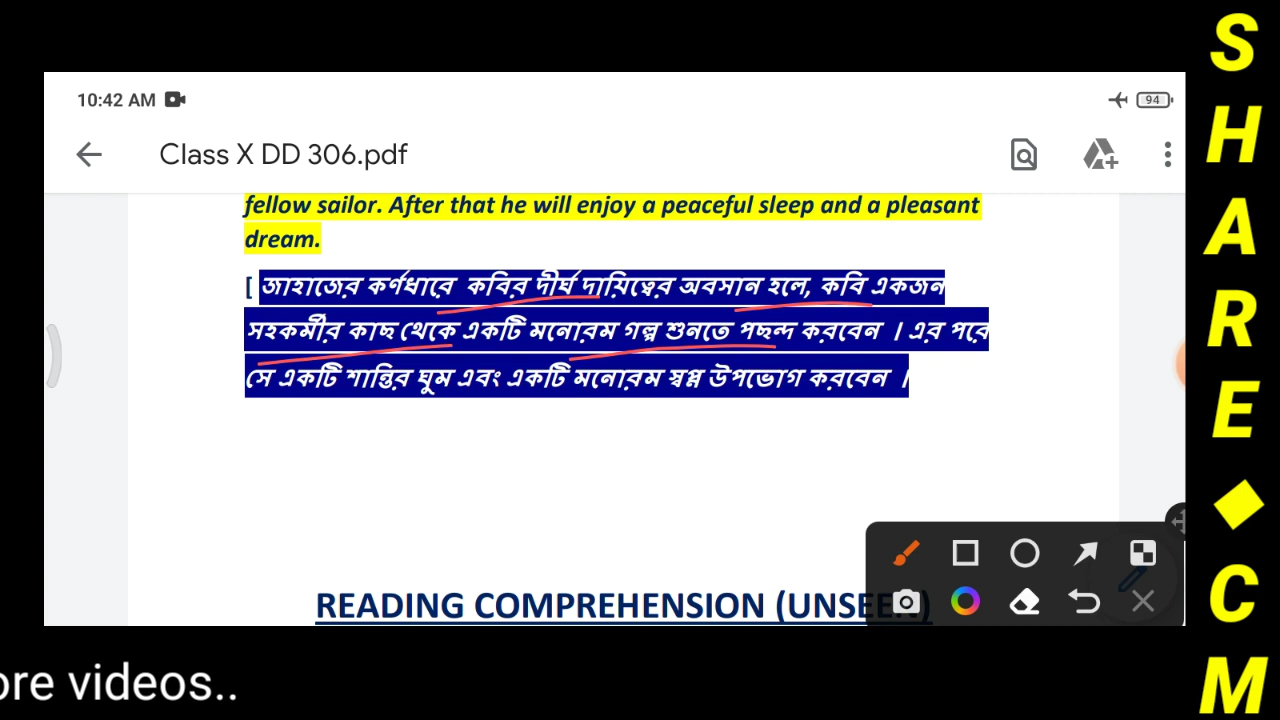 10:42 AM
94
Class X DD 306.pdf
fellow sailor. After that he will enjoy a peaceful sleep and a pleasant
dream.
[ জাহাজের কর্ণধারে কবির দীর্ঘ দায়িত্বের অবসান হলে, কবি একজন
সহকর্মীর কাছ থেকে একটি মনোরম গল্প শুনতে পছন্দ করবেন । এর পরে
সে একটি শান্তির ঘুম এবং একটি মনোরম স্বপ্ন উপভোগ করবেন ।
READING COMPREHENSION (UNSEEN)
ore videos..
SHARE◆CM